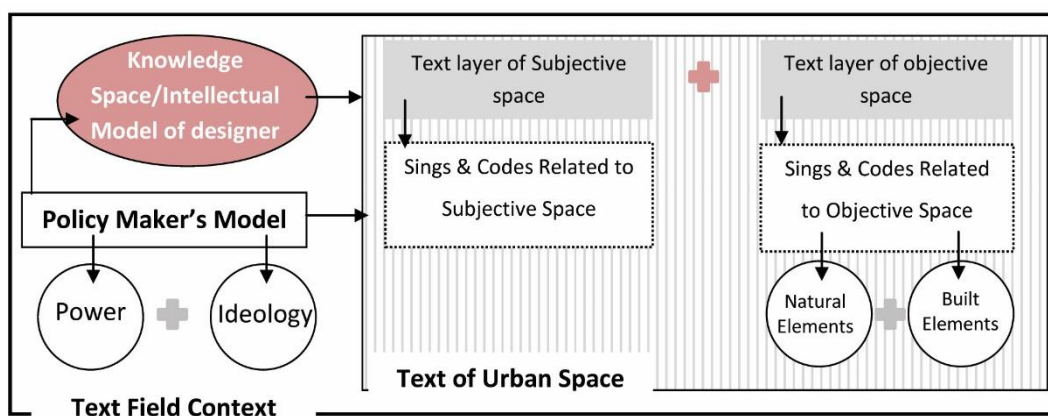 Knowledge
Space/Intellectual
Model of designer
Policy Maker's Model
Power
Ideology
Text Field Context
Text layer of Subjective
space
Sings & Codes Related to
Subjective Space
Text of Urban Space
Text layer of objective
space
Sings & Codes Related
to Objective Space
Natural
Elements
Built
Elements